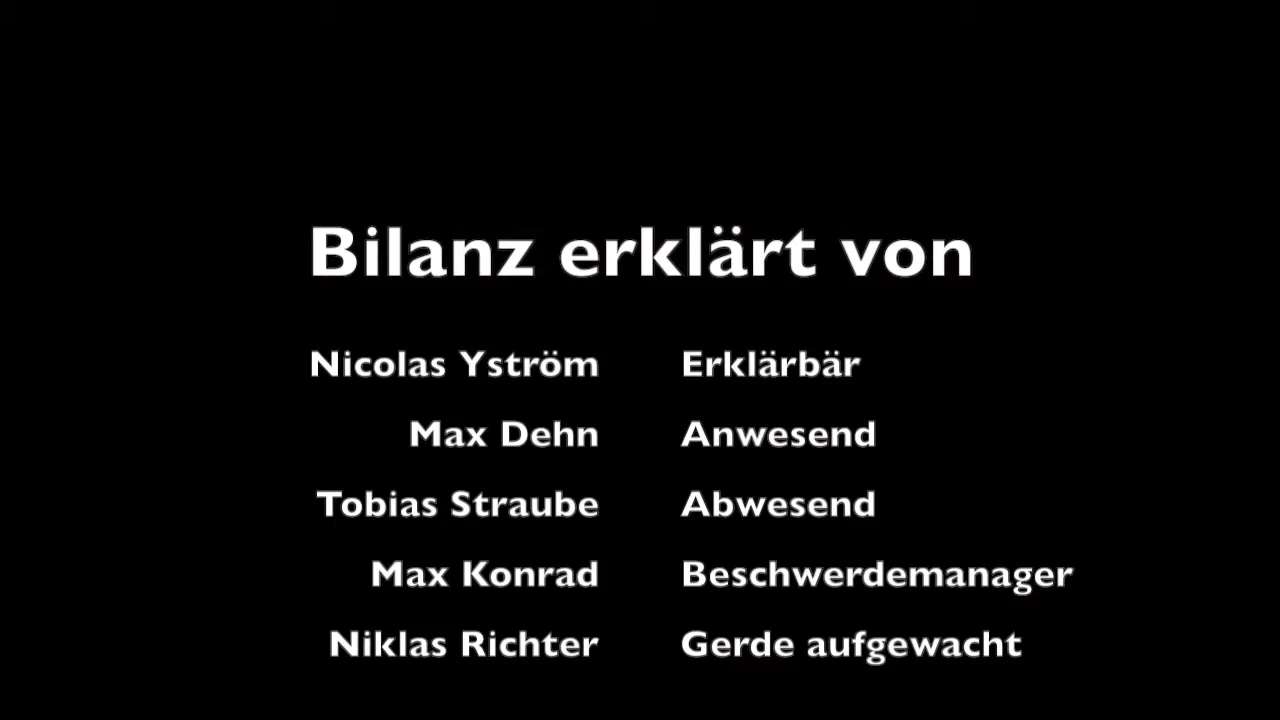 Bilanz erklärt von
Nicolas Yström Erklärbär
Max Dehn Anwesend
Tobias Straube Abwesend
Max Konrad Beschwerdemanager
Niklas Richter Gerde aufgewacht